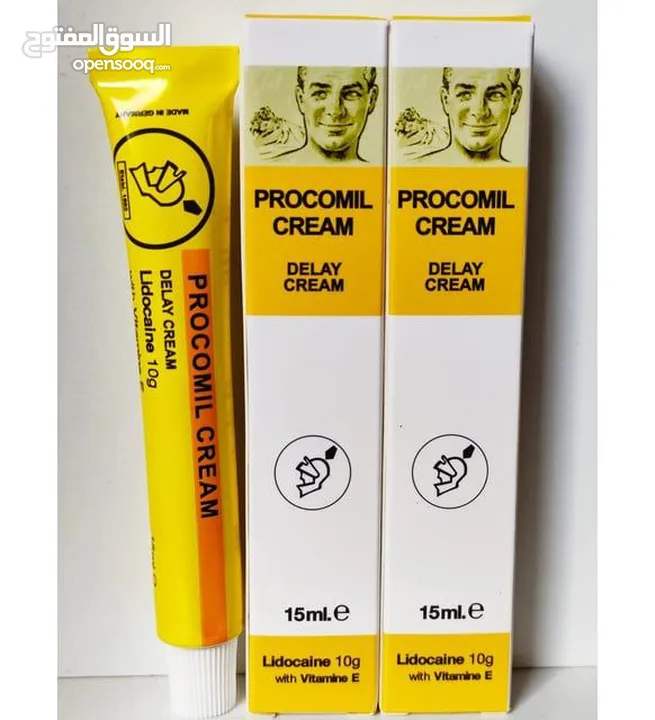 السوق المفتوح
opensooq.com
MADE IN GERMANY
PROCOMIL CREAM
DELAY CREAM
Lidocaine 10g
with Vitamine E
PROCOMIL
CREAM
DELAY
CREAM
15ml.e
Lidocaine 10g
with Vitamine E
PROCOMIL
CREAM
DELAY
CREAM
15ml.e
Lidocaine 10g
with Vitamine E